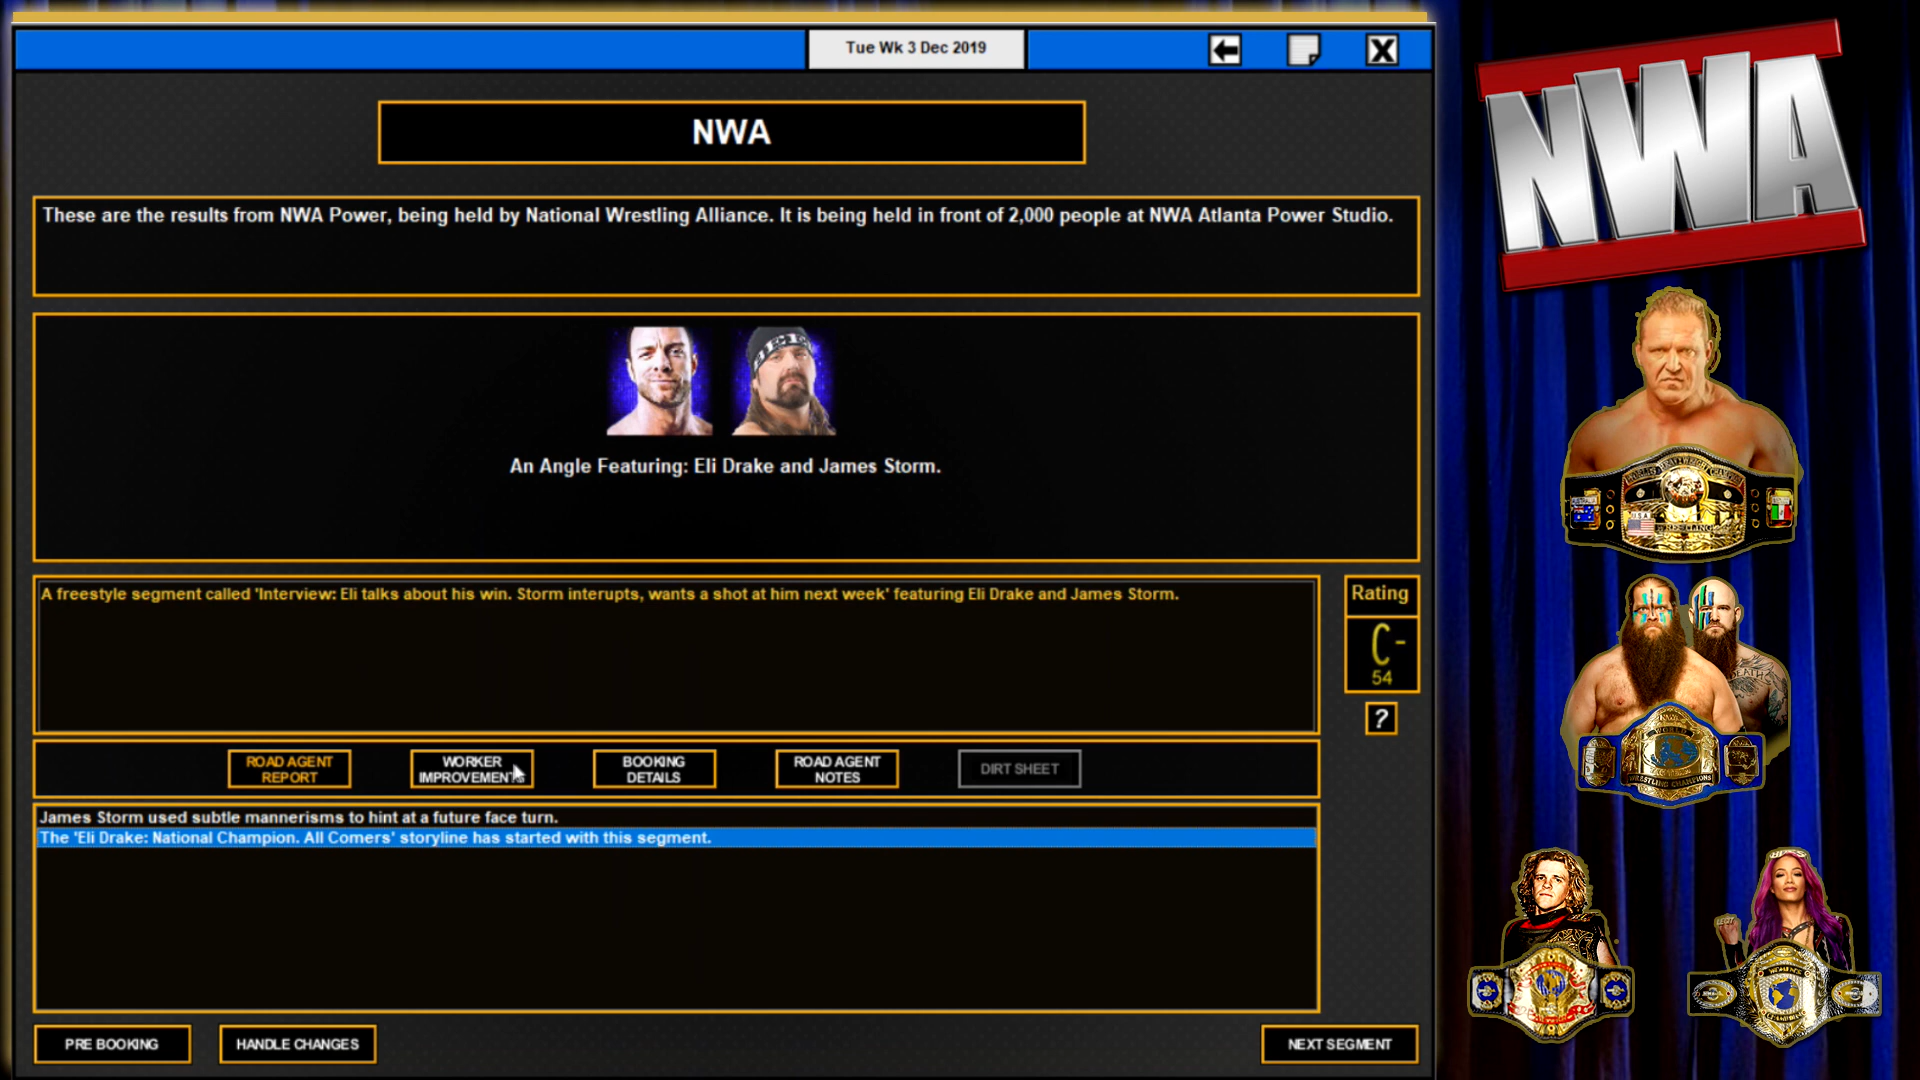 Tue Wk 3 Dec 2019
NWA
NWA
These are the results from NWA Power, being held by National Wrestling Alliance. It is being held in front of 2,000 people at NWA Atlanta Power Studio.
An Angle Featuring: Eli Drake and James Storm.
A freestyle segment called 'Interview: Eli talks about his win. Storm interupts, wants a shot at him next week' featuring Eli Drake and James Storm.
Rating
C-
54
?
ROAD AGENT
REPORT
WORKER
IMPROVEMENTS
BOOKING
DETAILS
ROAD AGENT
NOTES
DIRT SHEET
James Storm used subtle mannerisms to hint at a future face turn.
The 'Eli Drake: National Champion. All Comers' storyline has started with this segment.
PRE BOOKING
HANDLE CHANGES
NEXT SEGMENT